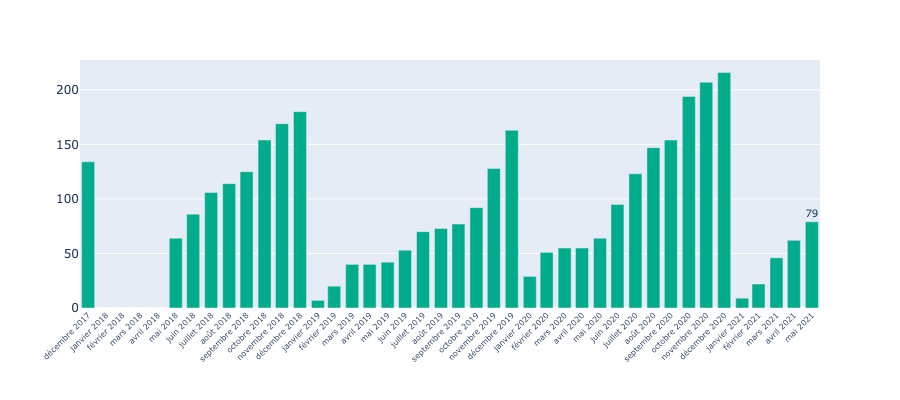 200
150
100
50
0
79
décembre 2017
janvier 2018
février 2018
mars 2018
avril 2018
mai 2018
juin 2018
juillet 2018
août 2018
septembre 2018
octobre 2018
novembre 2018
décembre 2018
janvier 2019
février 2019
mars 2019
avril 2019
mai 2019
juin 2019
juillet 2019
août 2019
septembre 2019
octobre 2019
novembre 2019
décembre 2019
janvier 2020
février 2020
mars 2020
avril 2020
mai 2020
juin 2020
juillet 2020
août 2020
septembre 2020
octobre 2020
novembre 2020
décembre 2020
janvier 2021
février 2021
mars 2021
avril 2021
mai 2021